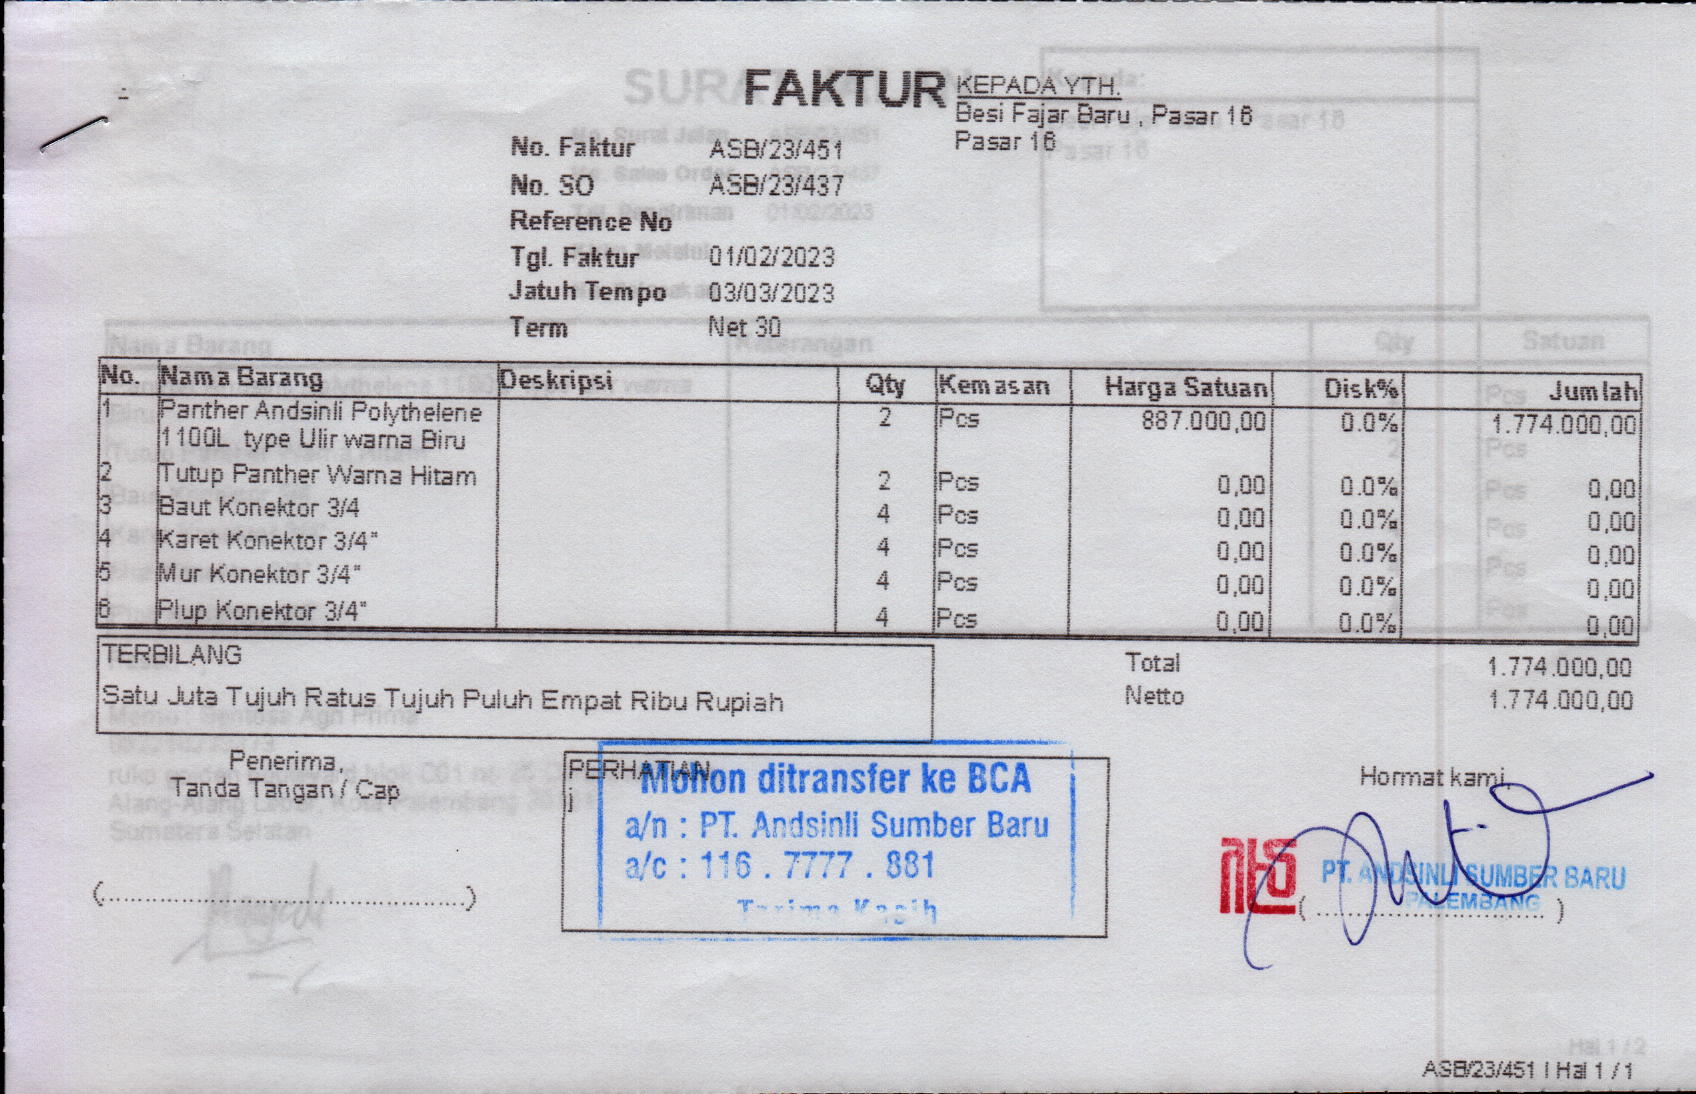 FAKTUR
KEPADA YTH.
Besi Fajar Baru , Pasar 16
Pasar 16
No. Faktur ASB/23/451
No. SO ASB/23/437
Reference No
Tgl. Faktur 01/02/2023
Jatuh Tempo 03/03/2023
Term Net 30
No. Nama Barang Deskripsi Qty Kemasan Harga Satuan Disk% Jumlah
1 Panther Andsinli Polythelene 2 Pcs 887.000,00 0.0% 1.774.000,00
1100L type Ulir warna Biru
2 Tutup Panther Warna Hitam 2 Pcs 0,00 0.0% 0,00
3 Baut Konektor 3/4 4 Pcs 0,00 0.0% 0,00
4 Karet Konektor 3/4" 4 Pcs 0,00 0.0% 0,00
5 Mur Konektor 3/4" 4 Pcs 0,00 0.0% 0,00
6 Plup Konektor 3/4" 4 Pcs 0,00 0.0% 0,00
TERBILANG
Satu Juta Tujuh Ratus Tujuh Puluh Empat Ribu Rupiah
Total 1.774.000,00
Netto 1.774.000,00
Penerima,
Tanda Tangan / Cap
(..........................................)
PERHATIAN
Mohon ditransfer ke BCA
a/n : PT. Andsinli Sumber Baru
a/c : 116 . 7777 . 881
Terima Kasih
Hormat kami,
PT. ANDSINLI SUMBER BARU
PALEMBANG
( .......................... )
ASB/23/451 | Hal 1 / 1